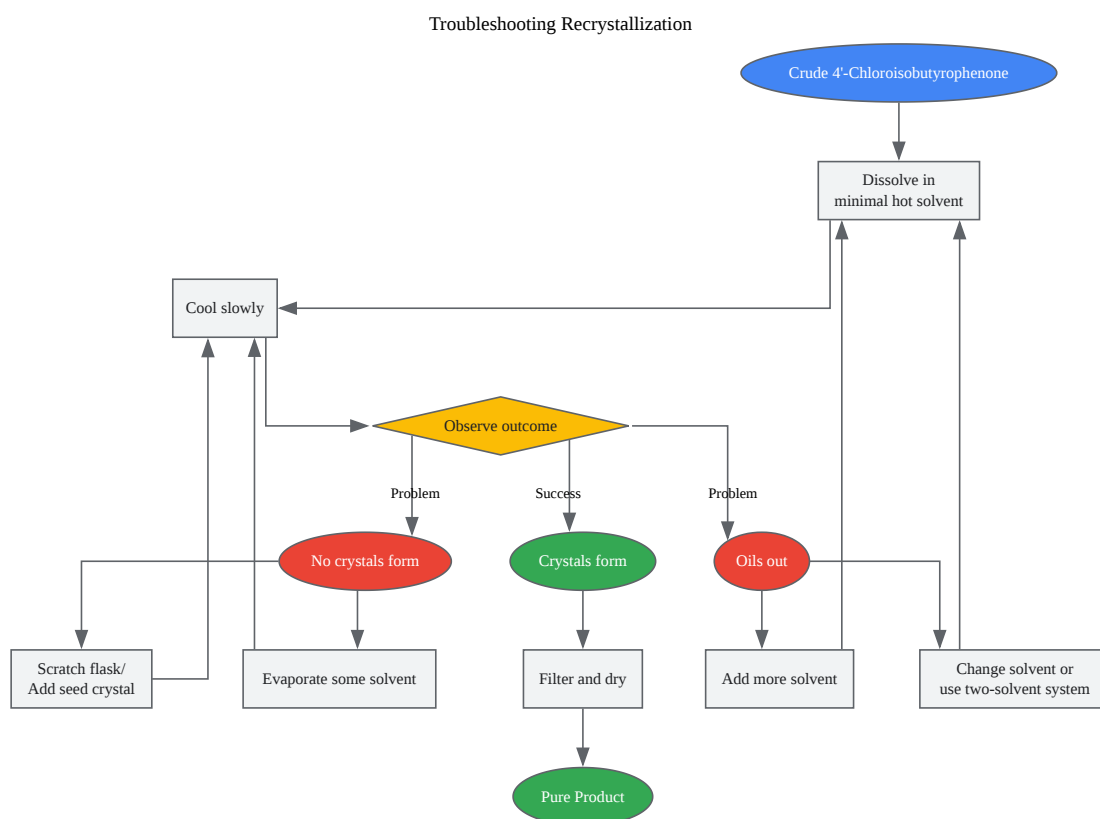 Troubleshooting Recrystallization
Crude 4'-Chloroisobutyrophenone
Dissolve in
minimal hot solvent
Cool slowly
Observe outcome
Problem
Success
Problem
No crystals form
Crystals form
Oils out
Scratch flask/
Add seed crystal
Evaporate some solvent
Filter and dry
Add more solvent
Change solvent or
use two-solvent system
Pure Product